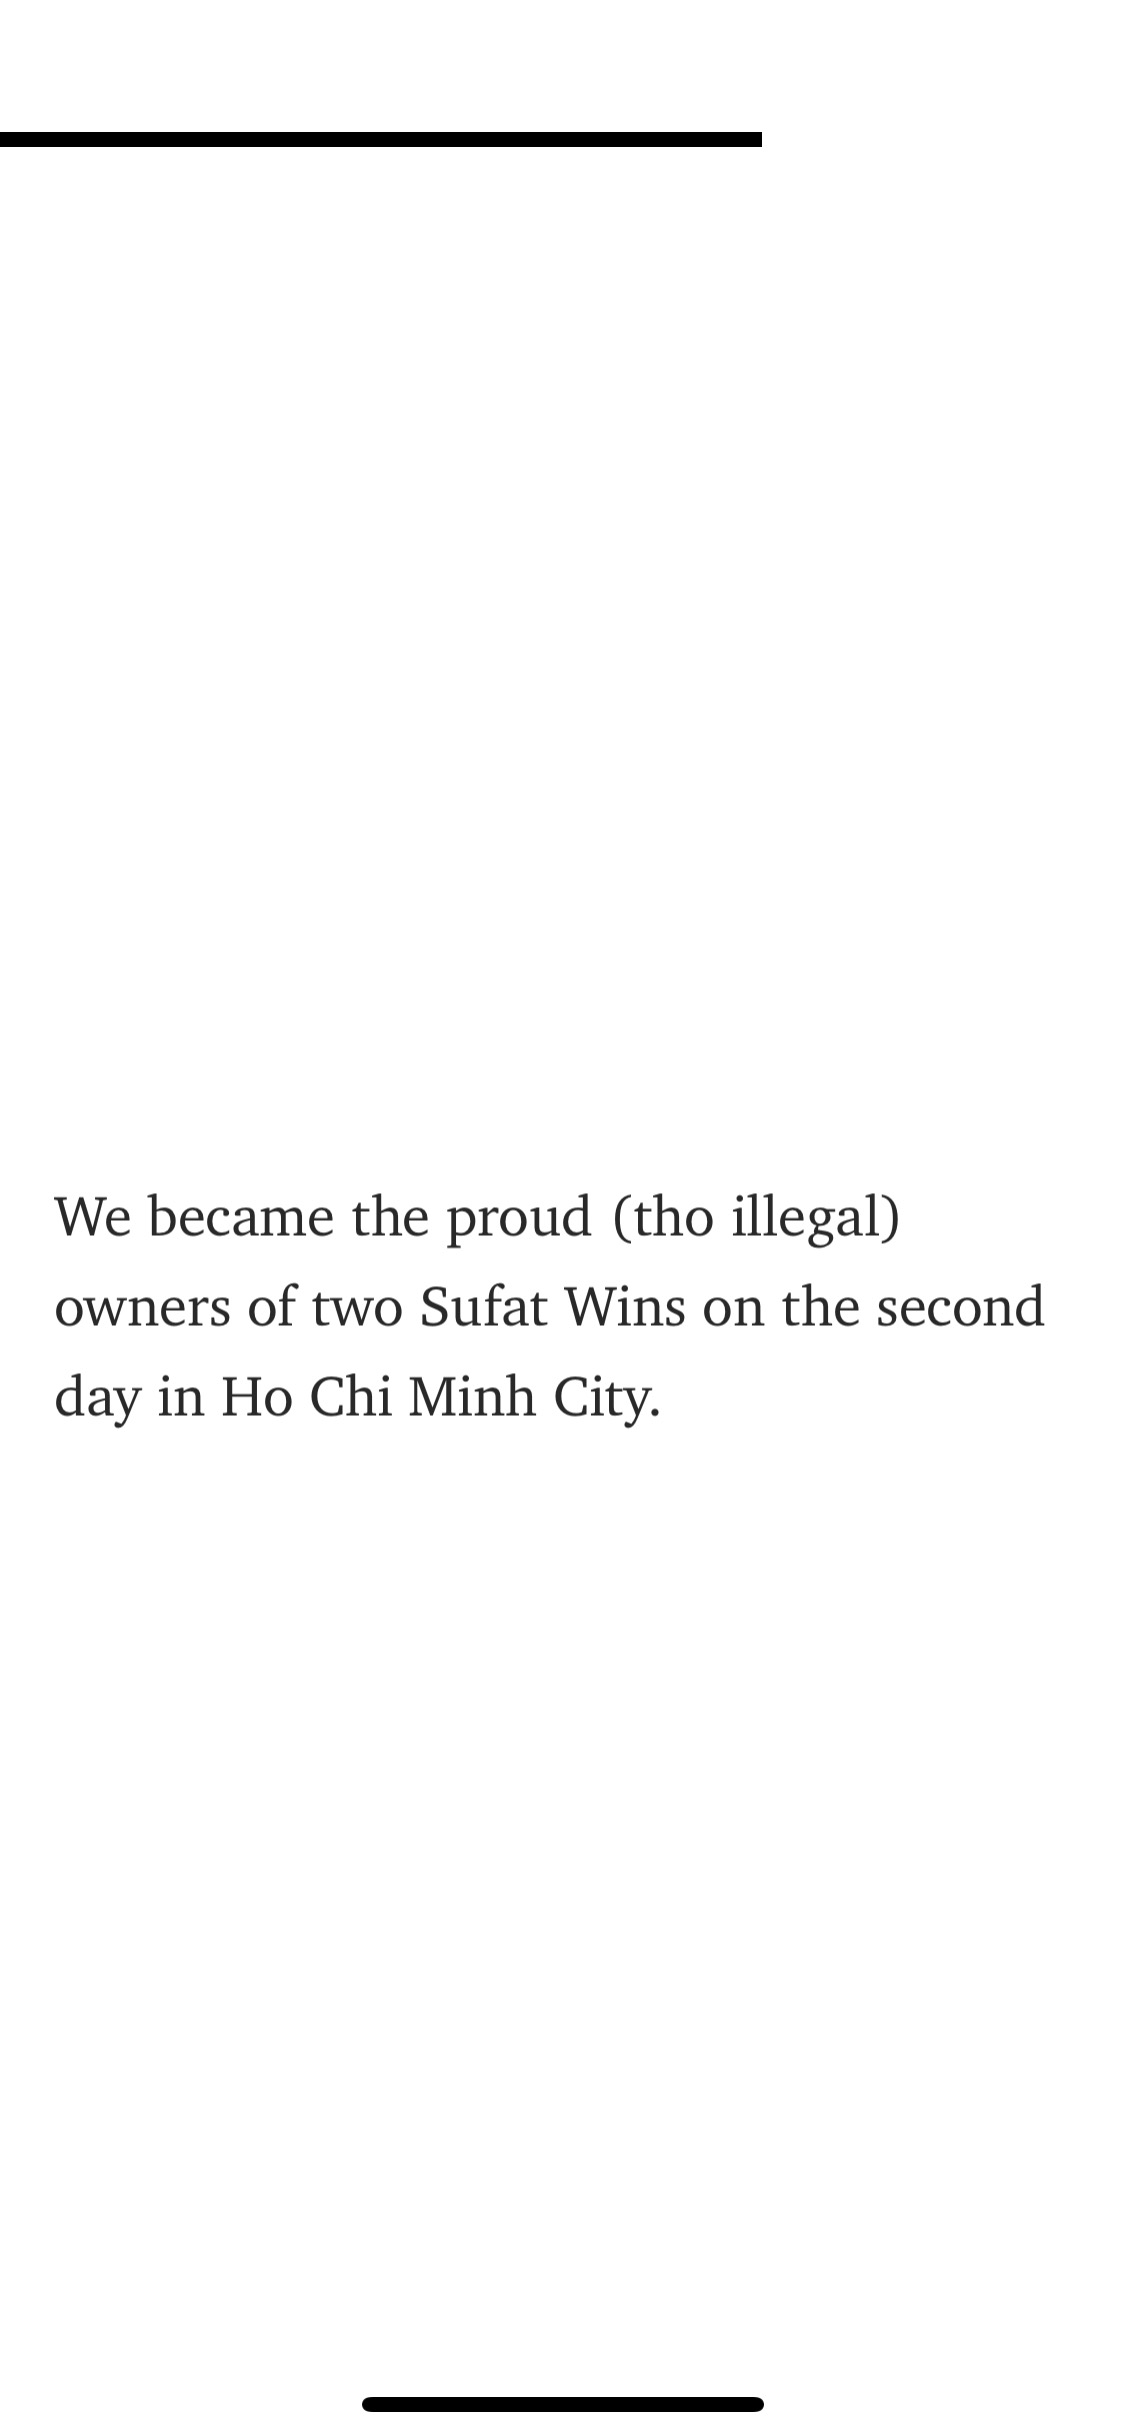 We became the proud (tho illegal)
owners of two Sufat Wins on the second
day in Ho Chi Minh City.